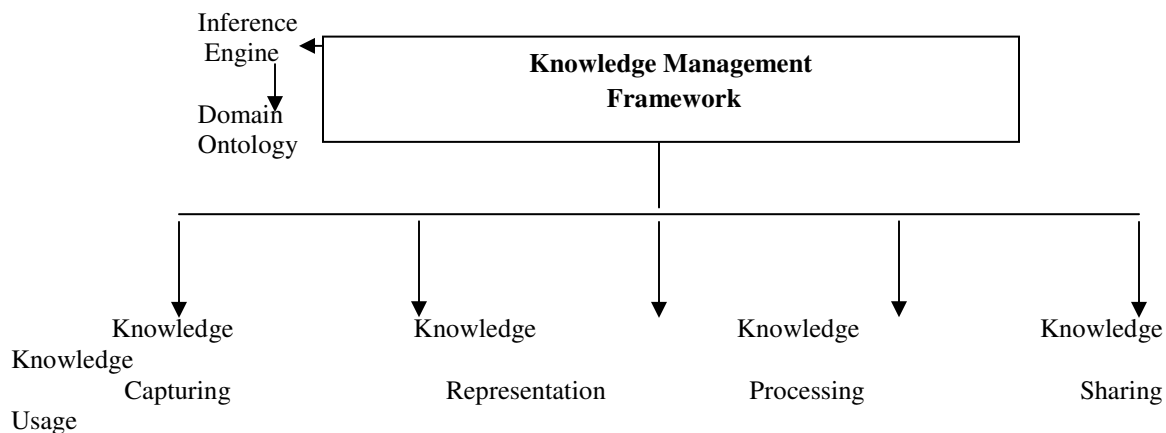 Inference
Engine
Domain
Ontology
Knowledge Management
Framework
Knowledge Knowledge Knowledge Knowledge
Knowledge
Capturing Representation Processing Sharing
Usage